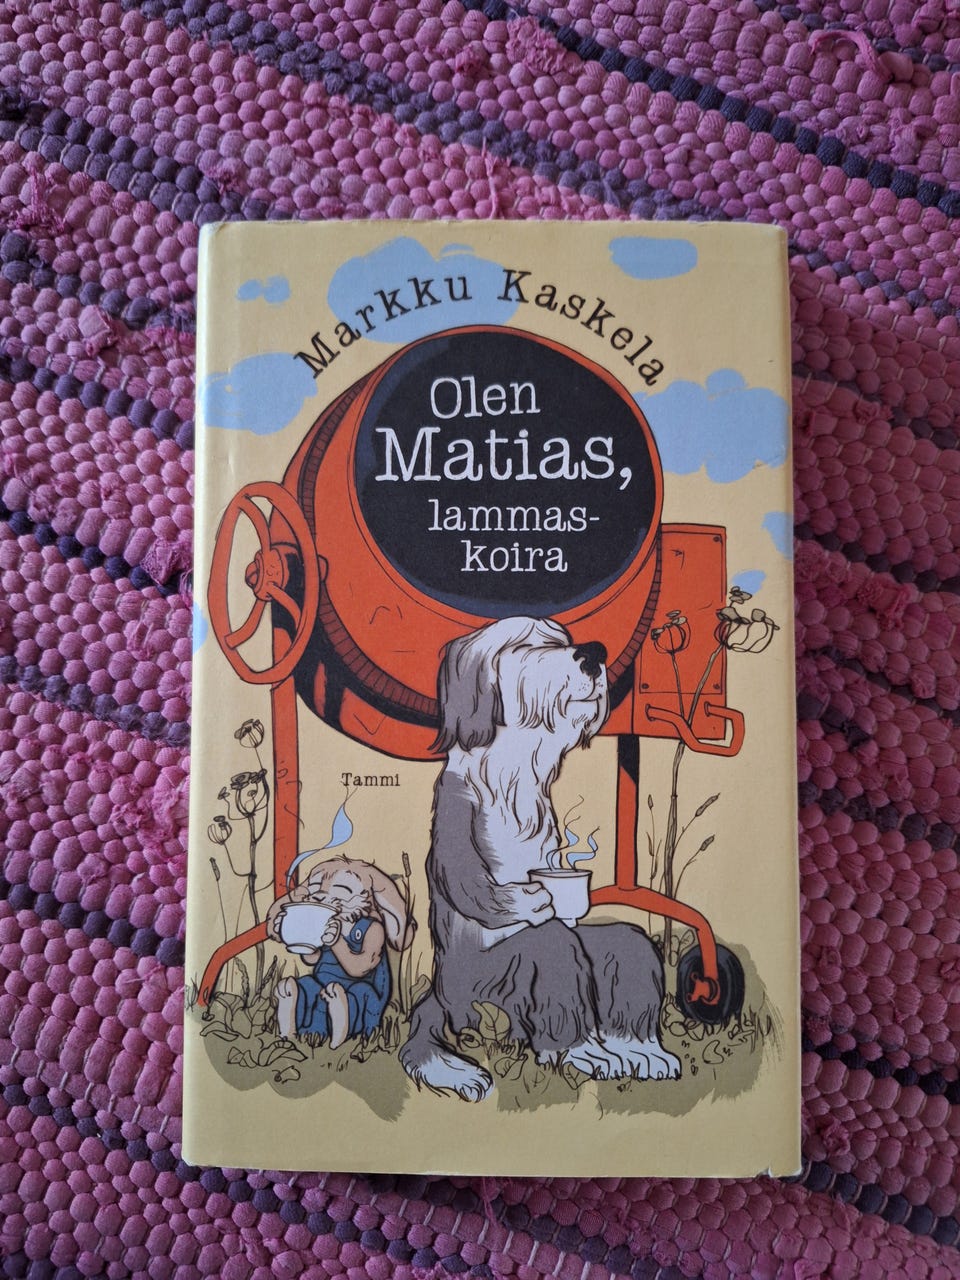 Markku Kaskela
Olen
Matias,
lammas-
koira
Tammi